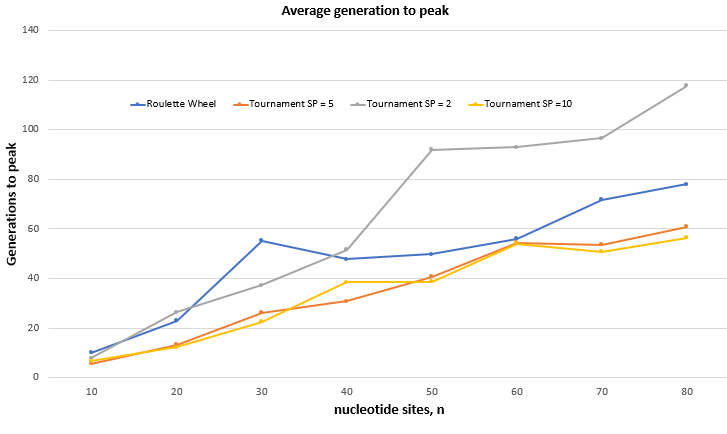 Average generation to peak
140
120
Roulette Wheel Tournament SP = 5 Tournament SP = 2 Tournament SP =10
100
80
60
40
20
0
Generations to peak
10 20 30 40 50 60 70 80
nucleotide sites, n